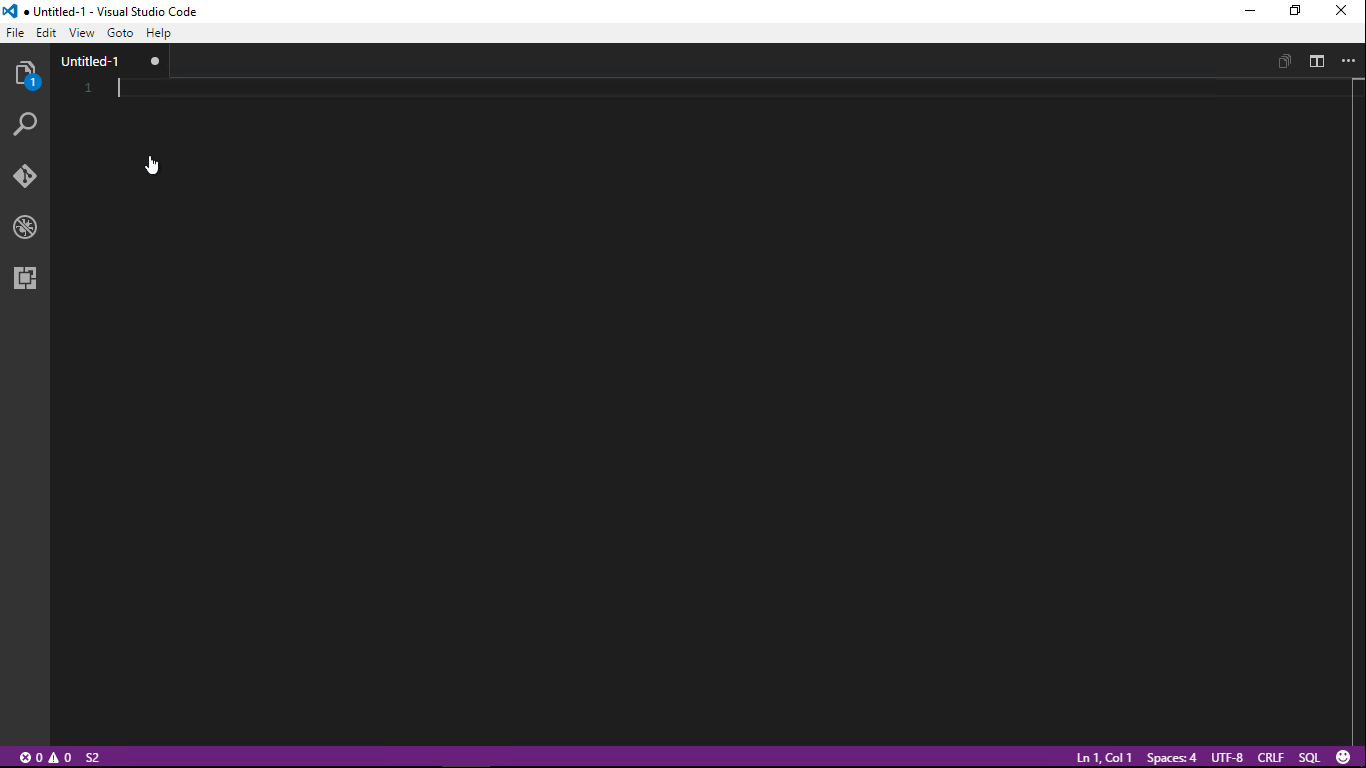 ● Untitled-1 - Visual Studio Code
File Edit View Goto Help
Untitled-1
1
1
0 0 S2 Ln 1, Col 1 Spaces: 4 UTF-8 CRLF SQL